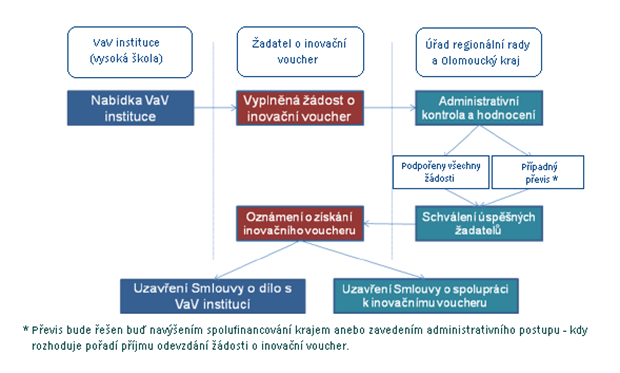 VaV instituce
(vysoká škola)
Žadatel o inovační
voucher
Úřad regionální rady
a Olomoucký kraj
Nabídka VaV
instituce
Vyplněná žádost o
inovační voucher
Administrativní
kontrola a hodnocení
Podpořeny všechny
žádosti
Případný
převis *
Oznámení o získání
inovačního voucheru
Schválení úspěšných
žadatelů
Uzavření Smlouvy o dílo s
VaV institucí
Uzavření Smlouvy o spolupráci
k inovačnímu voucheru
* Převis bude řešen buď navýšením spolufinancování krajem anebo zavedením administrativního postupu - kdy
rozhoduje pořadí příjmu odevzdání žádosti o inovační voucher.